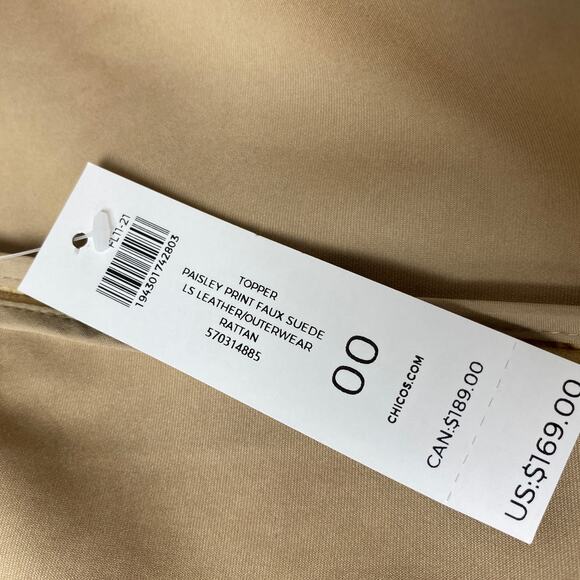 FL11-21
194301742803
TOPPER
PAISLEY PRINT FAUX SUEDE
LS LEATHER/OUTERWEAR
RATTAN
570314885
00
CHICOS.COM
CAN:$189.00
US:$169.00